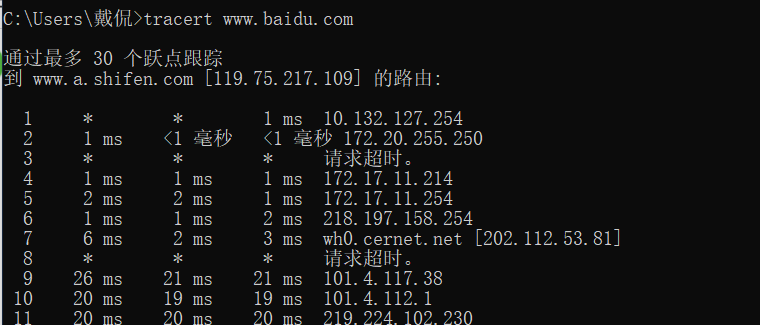 C:\Users\戴侃>tracert www.baidu.com
通过最多 30 个跃点跟踪
到 www.a.shifen.com [119.75.217.109] 的路由:
1 * * 1 ms 10.132.127.254
2 1 ms <1 毫秒 <1 毫秒 172.20.255.250
3 * * * 请求超时。
4 1 ms 1 ms 1 ms 172.17.11.214
5 2 ms 2 ms 1 ms 172.17.11.254
6 1 ms 1 ms 2 ms 218.197.158.254
7 6 ms 2 ms 3 ms wh0.cernet.net [202.112.53.81]
8 * * * 请求超时。
9 26 ms 21 ms 21 ms 101.4.117.38
10 20 ms 19 ms 19 ms 101.4.112.1
11 20 ms 20 ms 20 ms 219.224.102.230